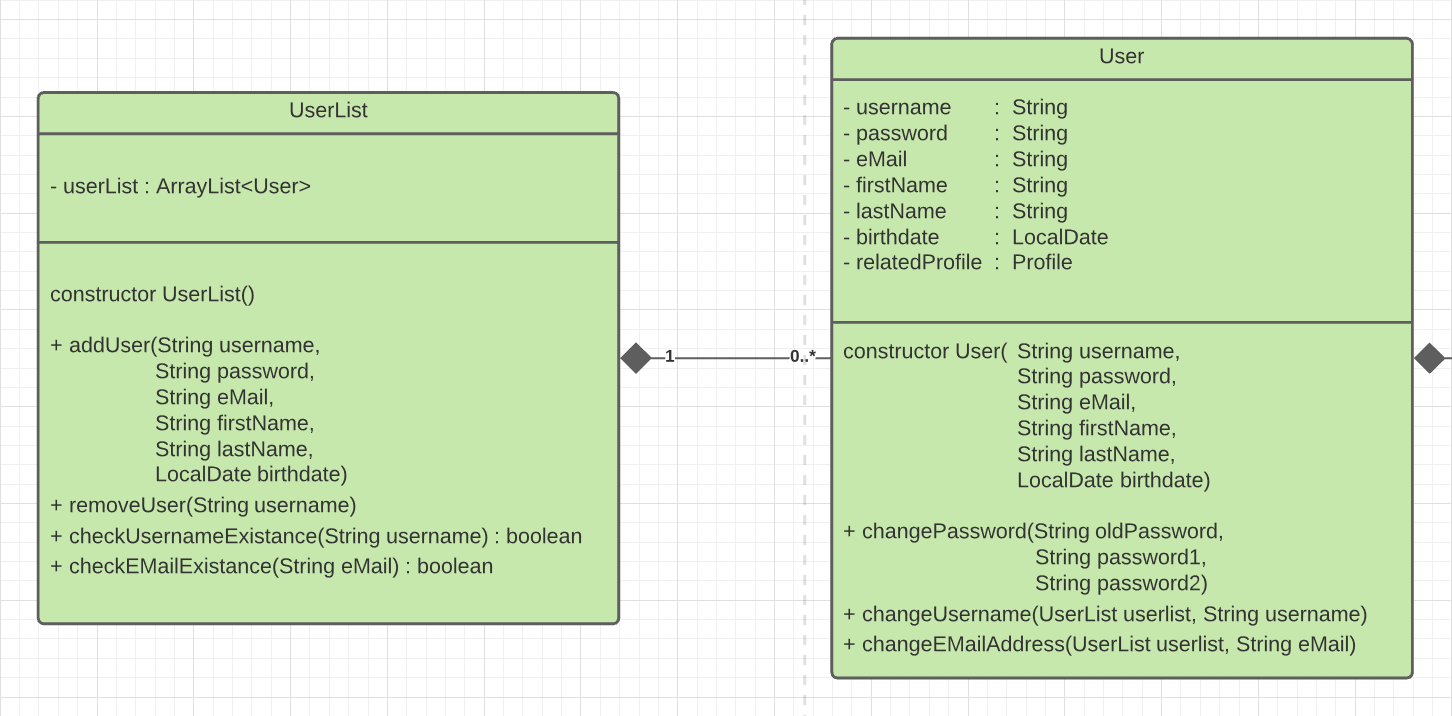 UserList
- userList : ArrayList<User>
constructor UserList()
+ addUser(String username,
String password,
String eMail,
String firstName,
String lastName,
LocalDate birthdate)
+ removeUser(String username)
+ checkUsernameExistance(String username) : boolean
+ checkEMailExistance(String eMail) : boolean
1
0..*
User
- username : String
- password : String
- eMail : String
- firstName : String
- lastName : String
- birthdate : LocalDate
- relatedProfile : Profile
constructor User( String username,
String password,
String eMail,
String firstName,
String lastName,
LocalDate birthdate)
+ changePassword(String oldPassword,
String password1,
String password2)
+ changeUsername(UserList userlist, String username)
+ changeEMailAddress(UserList userlist, String eMail)